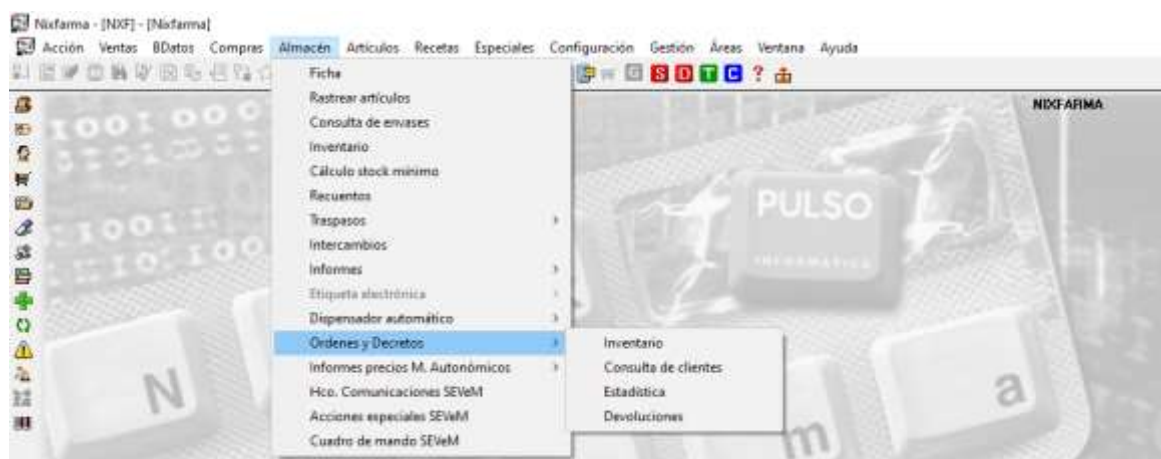 Nixfarma - [NXF] - [Nixfarma]
Acción Ventas BDatos Compras Almacén Artículos Recetas Especiales Configuración Gestión Áreas Ventana Ayuda
G S D T C ?
NIXFARMA
Ficha
Rastrear artículos
Consulta de envases
Inventario
Cálculo stock mínimo
Recuentos
Traspasos
Intercambios
Informes
Etiqueta electrónica
Dispensador automático
Ordenes y Decretos
Informes precios M. Autonómicos
Hco. Comunicaciones SEVeM
Acciones especiales SEVeM
Cuadro de mando SEVeM
Inventario
Consulta de clientes
Estadística
Devoluciones
PULSO
INFORMATICA
N
m
a